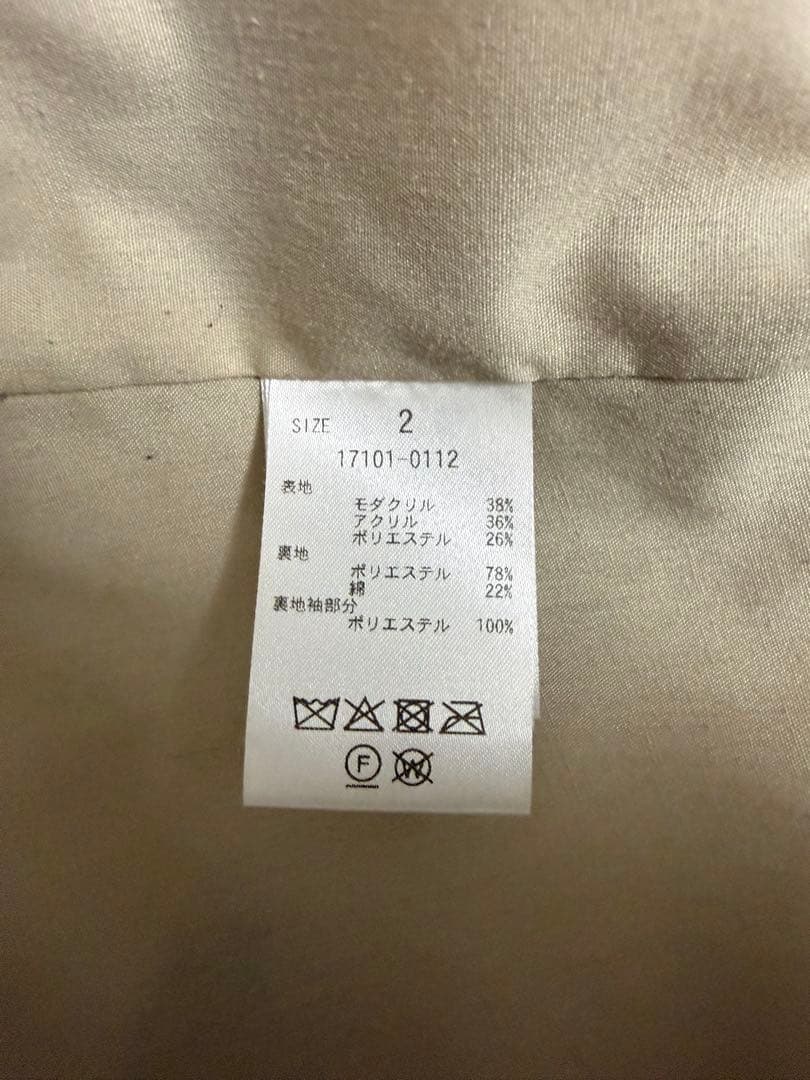 SIZE 2
17101-0112
表地
モダクリル 38%
アクリル 36%
ポリエステル 26%
裏地
ポリエステル 78%
綿 22%
裏地袖部分
ポリエステル 100%
F W